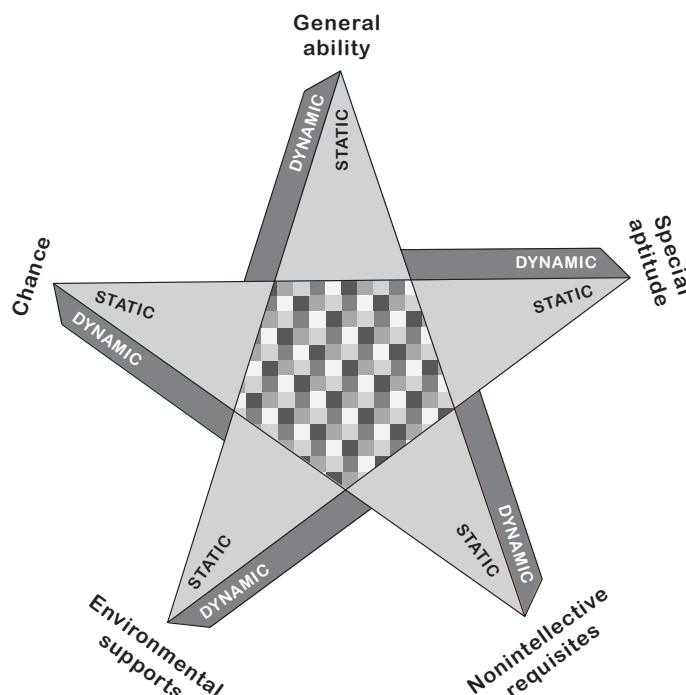 General
ability
DYNAMIC
STATIC
Special
aptitude
DYNAMIC
STATIC
Chance
STATIC
DYNAMIC
STATIC
DYNAMIC
Environmental
supports
STATIC
DYNAMIC
Nonintellective
requisites